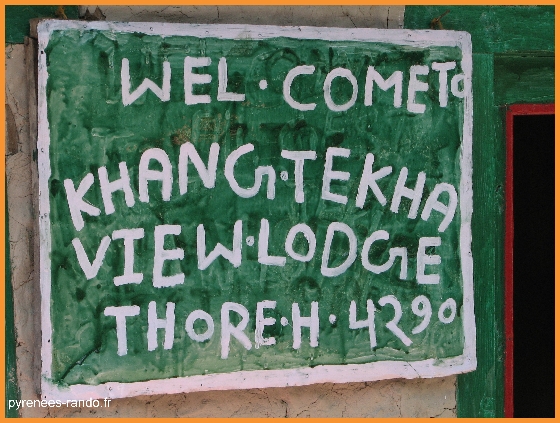 WEL·COMETO
KHANG·TEKHA
VIEW·LODGE
THORE·H·4290
pyrenees-rando.fr